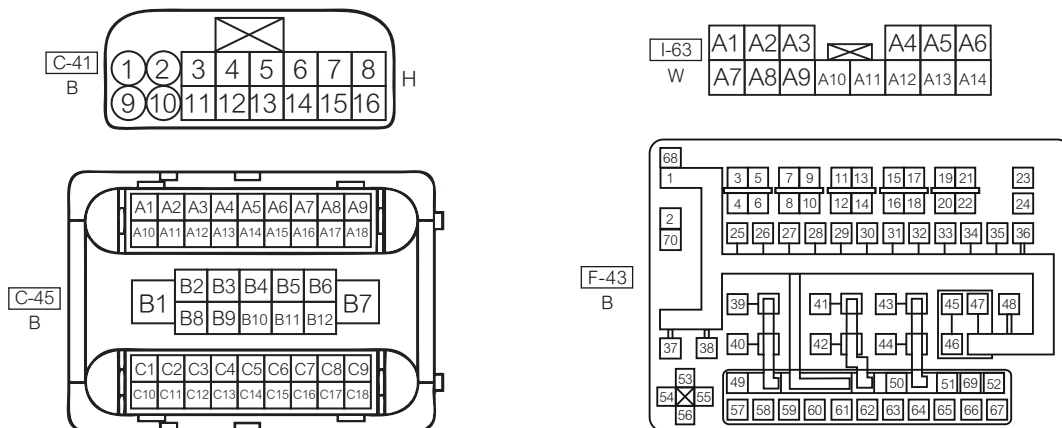 C-41
B
1 2 3 4 5 6 7 8
9 10 11 12 13 14 15 16
H
I-63
W
A1 A2 A3 A4 A5 A6
A7 A8 A9 A10 A11 A12 A13 A14
C-45
B
A1 A2 A3 A4 A5 A6 A7 A8 A9
A10 A11 A12 A13 A14 A15 A16 A17 A18
B1 B2 B3 B4 B5 B6 B7
B8 B9 B10 B11 B12
C1 C2 C3 C4 C5 C6 C7 C8 C9
C10 C11 C12 C13 C14 C15 C16 C17 C18
F-43
B
68
1 3 5 7 9 11 13 15 17 19 21 23
4 6 8 10 12 14 16 18 20 22 24
2
70 25 26 27 28 29 30 31 32 33 34 35 36
39 41 43 45 47 48
37 38 40 42 44 46
53 49 50 51 69 52
54 55
56 57 58 59 60 61 62 63 64 65 66 67